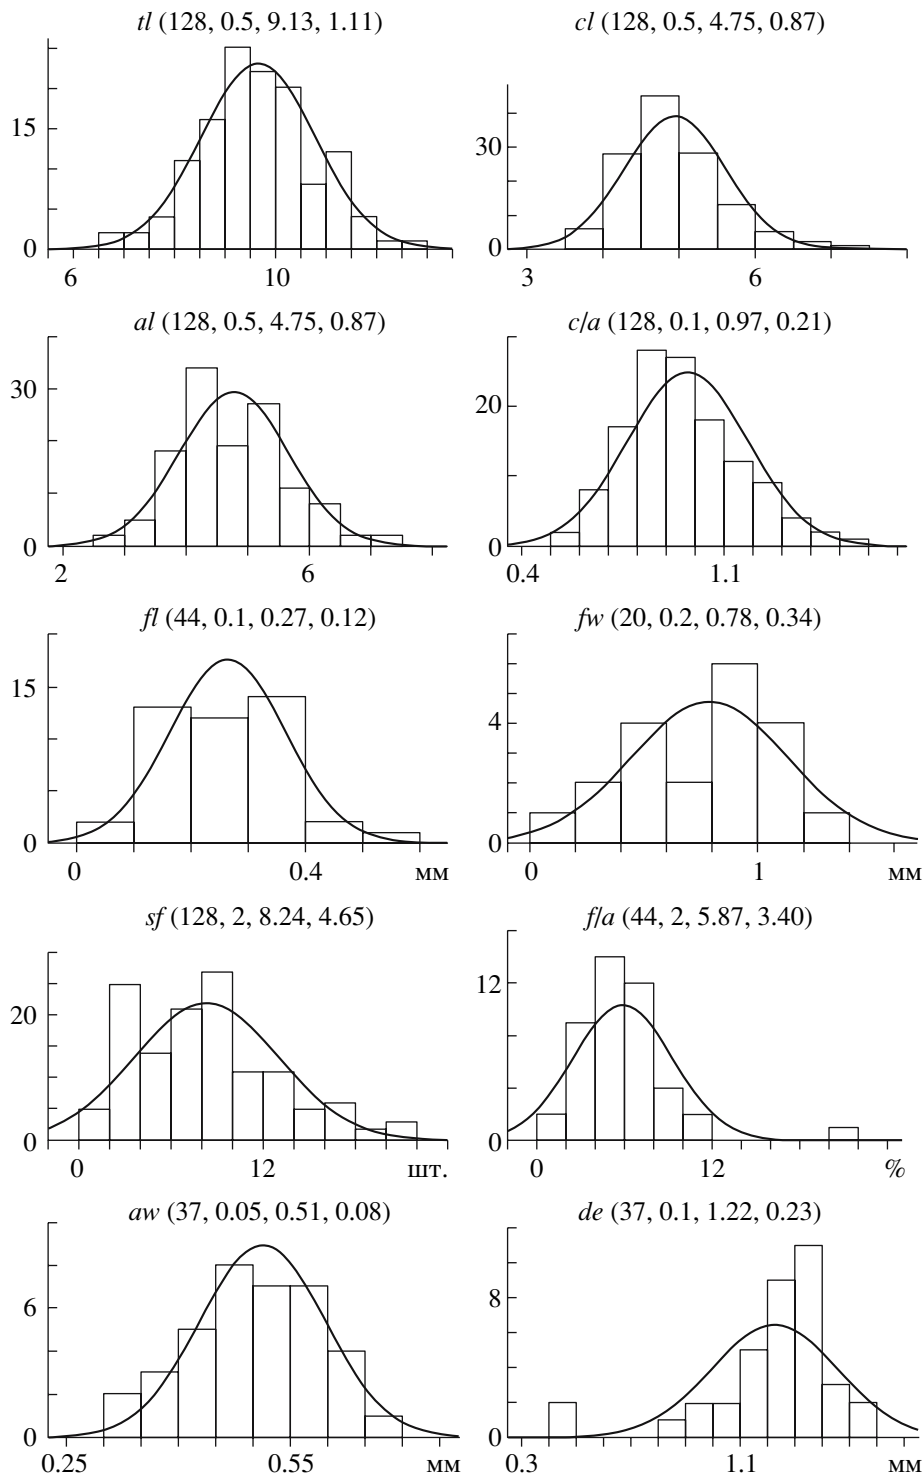 tl (128, 0.5, 9.13, 1.11)
cl (128, 0.5, 4.75, 0.87)
15
0
6 10
30
0
3 6
al (128, 0.5, 4.75, 0.87)
c/a (128, 0.1, 0.97, 0.21)
30
0
2 6
20
0
0.4 1.1
fl (44, 0.1, 0.27, 0.12)
fw (20, 0.2, 0.78, 0.34)
15
0
0 0.4 мм
4
0
0 1 мм
sf (128, 2, 8.24, 4.65)
f/a (44, 2, 5.87, 3.40)
20
0
0 12 шт.
12
0
0 12 %
aw (37, 0.05, 0.51, 0.08)
de (37, 0.1, 1.22, 0.23)
6
0
0.25 0.55 мм
8
0
0.3 1.1 мм